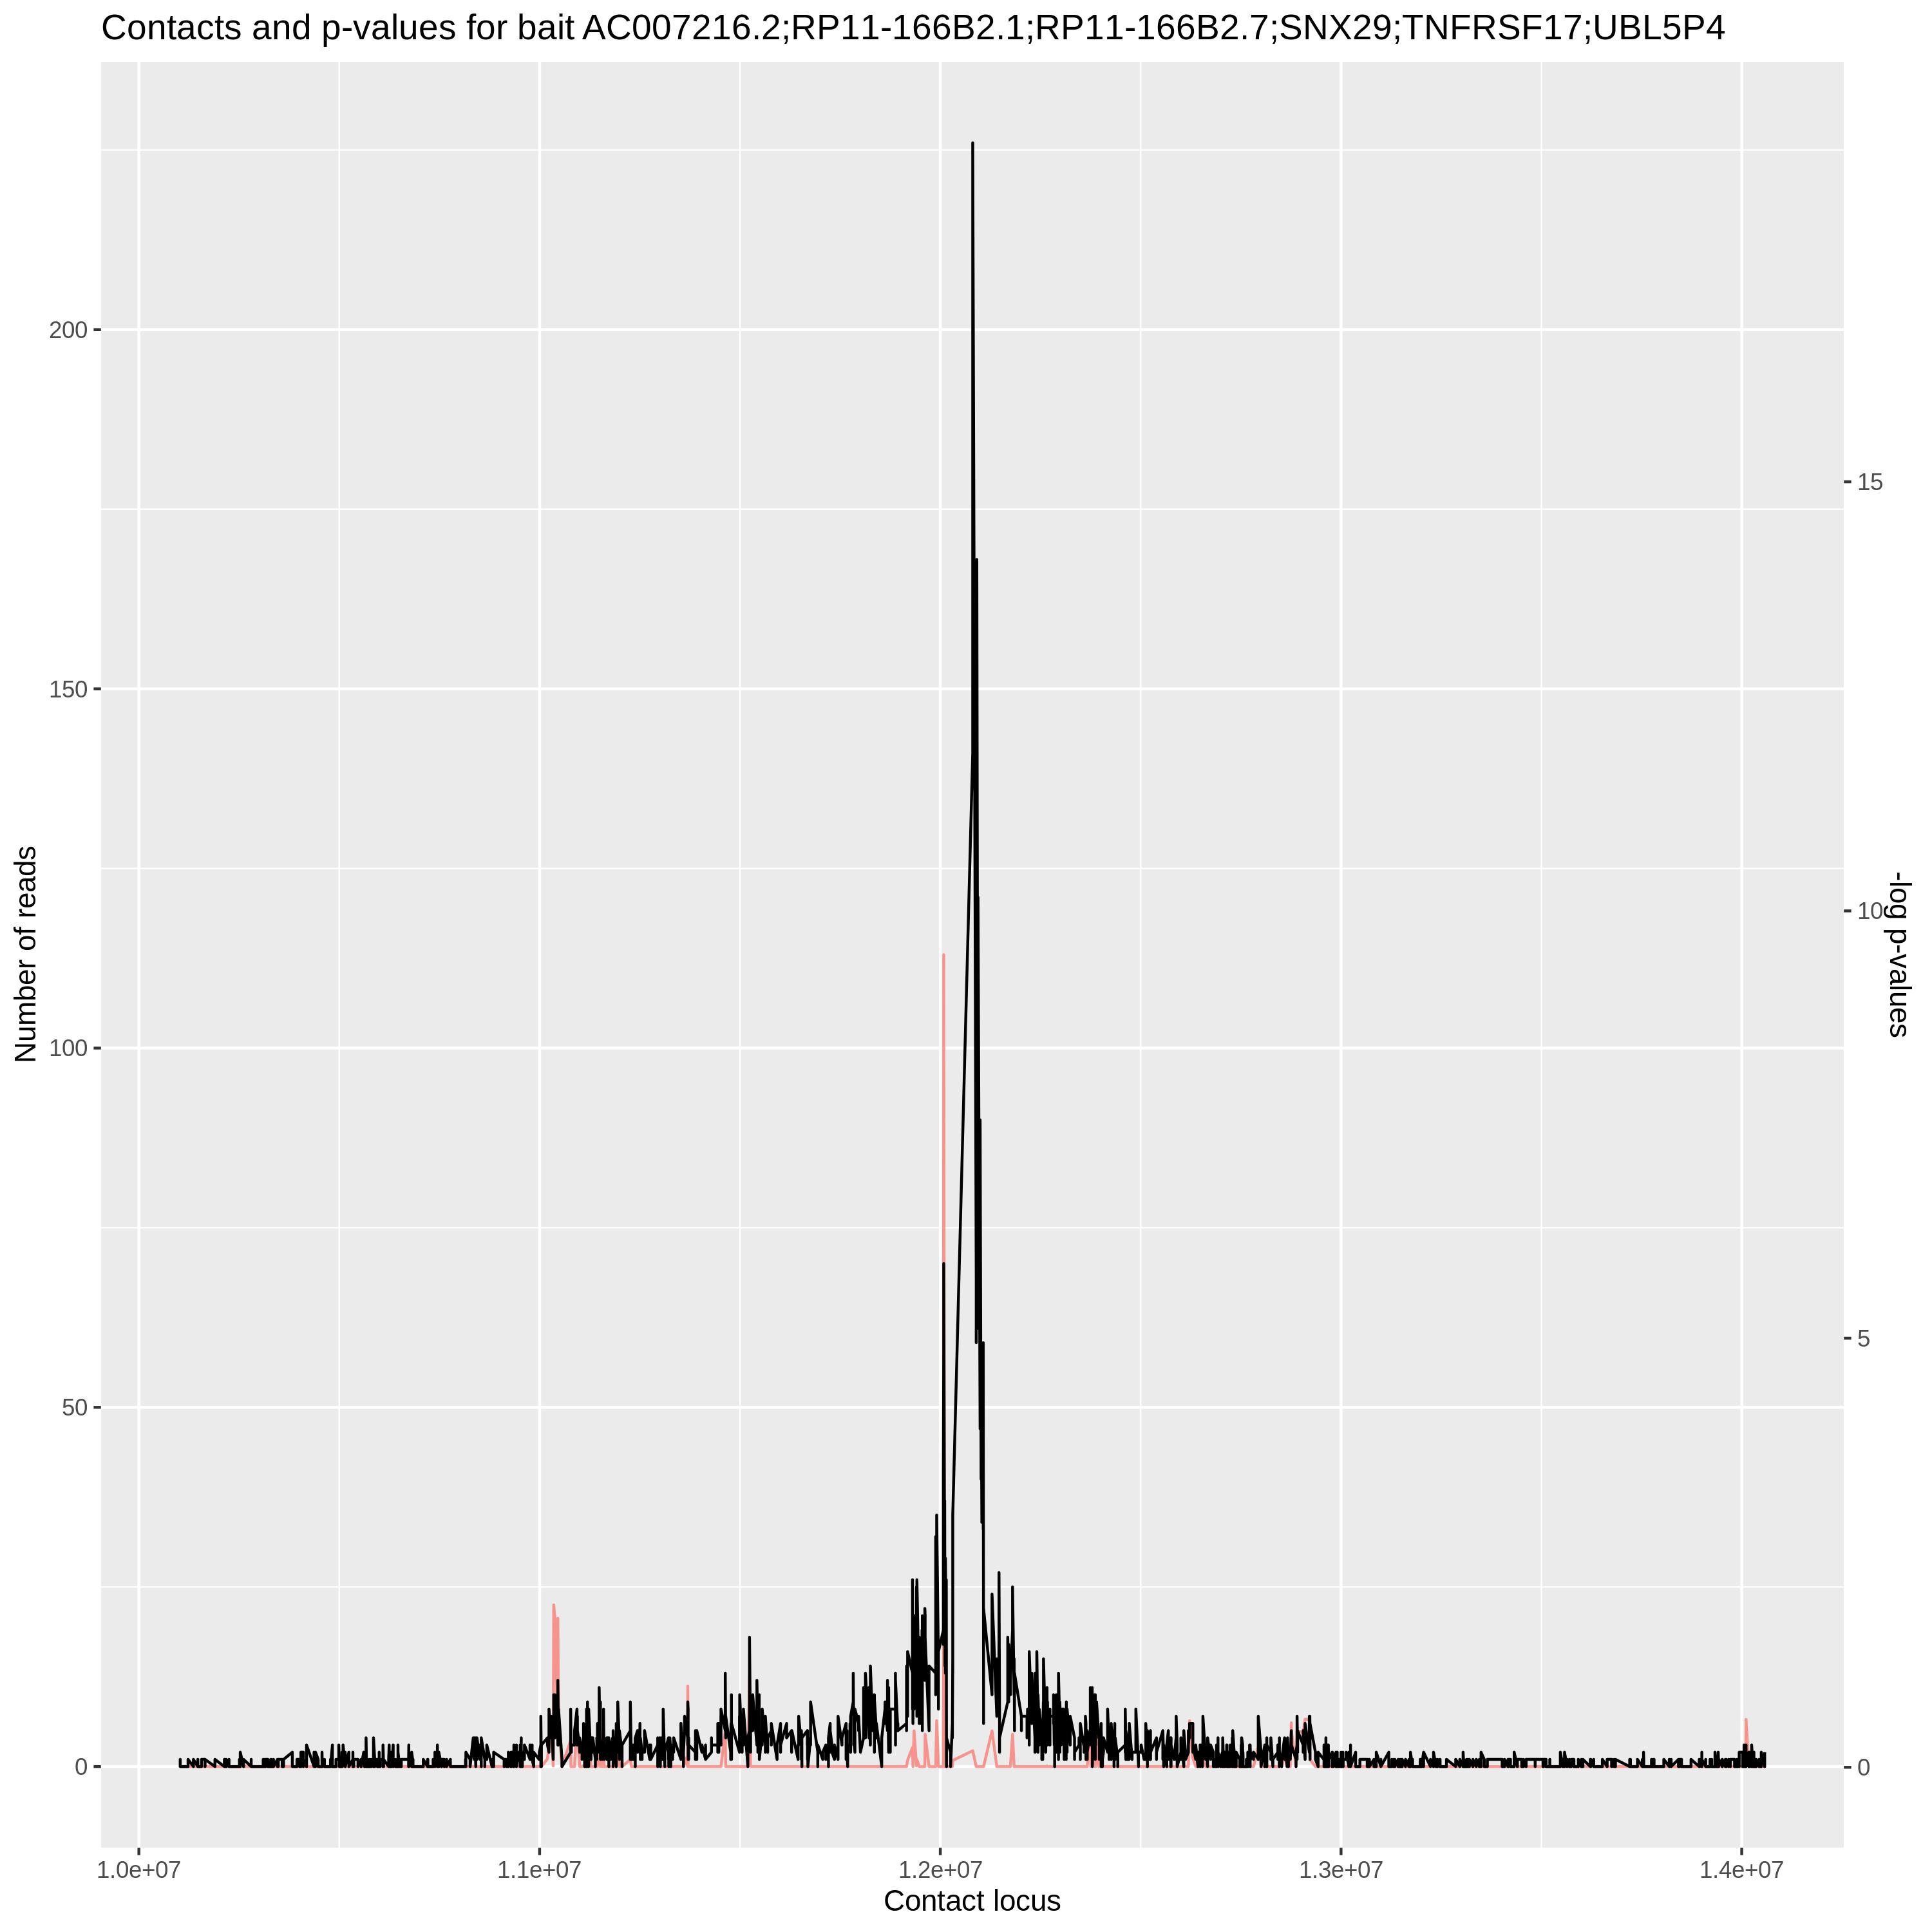 Contacts and p-values for bait AC007216.2;RP11-166B2.1;RP11-166B2.7;SNX29;TNFRSF17;UBL5P4
200
150
100
50
0
Number of reads
15
10
5
0
-log p-values
1.0e+07 1.1e+07 1.2e+07 1.3e+07 1.4e+07
Contact locus